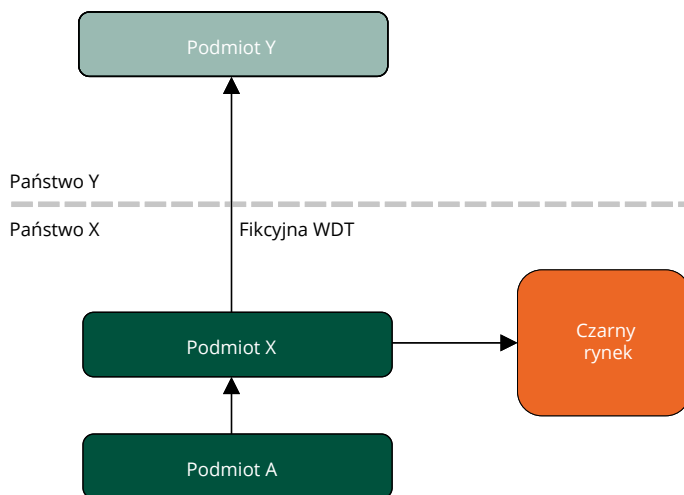 Podmiot Y
Państwo Y
Państwo X
Fikcyjna WDT
Podmiot X
Czarny
rynek
Podmiot A